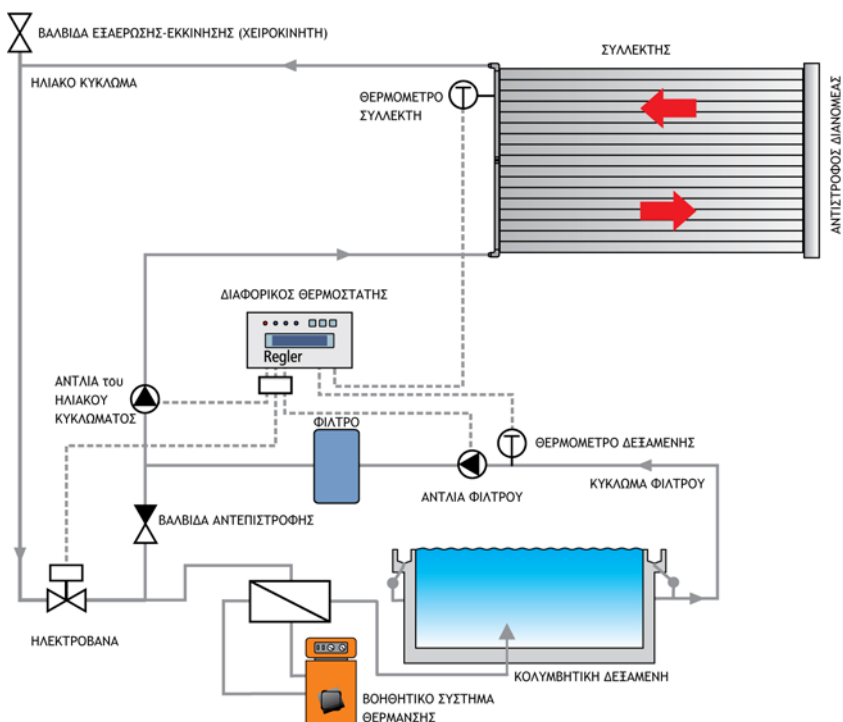 ΒΑΛΒΙΔΑ ΕΞΑΕΡΩΣΗΣ-ΕΚΚΙΝΗΣΗΣ (ΧΕΙΡΟΚΙΝΗΤΗ)
ΣΥΛΛΕΚΤΗΣ
ΗΛΙΑΚΟ ΚΥΚΛΩΜΑ
ΘΕΡΜΟΜΕΤΡΟ
ΣΥΛΛΕΚΤΗ
ΑΝΤΙΣΤΡΟΦΟΣ ΔΙΑΝΟΜΕΑΣ
ΔΙΑΦΟΡΙΚΟΣ ΘΕΡΜΟΣΤΑΤΗΣ
Regler
ΑΝΤΛΙΑ του
ΗΛΙΑΚΟΥ
ΚΥΚΛΩΜΑΤΟΣ
ΦΙΛΤΡΟ
T
T
ΘΕΡΜΟΜΕΤΡΟ ΔΕΞΑΜΕΝΗΣ
ΑΝΤΛΙΑ ΦΙΛΤΡΟΥ
ΚΥΚΛΩΜΑ ΦΙΛΤΡΟΥ
ΒΑΛΒΙΔΑ ΑΝΤΕΠΙΣΤΡΟΦΗΣ
ΗΛΕΚΤΡΟΒΑΝΑ
ΚΟΛΥΜΒΗΤΙΚΗ ΔΕΞΑΜΕΝΗ
ΒΟΗΘΗΤΙΚΟ ΣΥΣΤΗΜΑ
ΘΕΡΜΑΝΣΗΣ